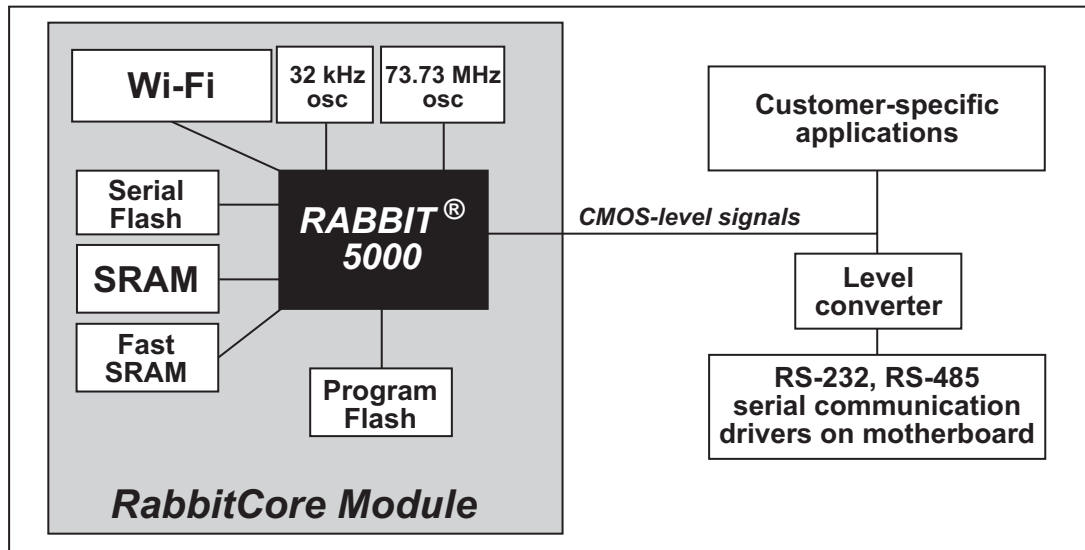 Wi-Fi
32 kHz
osc
73.73 MHz
osc
Serial
Flash
SRAM
Fast
SRAM
RABBIT ®
5000
Program
Flash
RabbitCore Module
CMOS-level signals
Customer-specific
applications
Level
converter
RS-232, RS-485
serial communication
drivers on motherboard